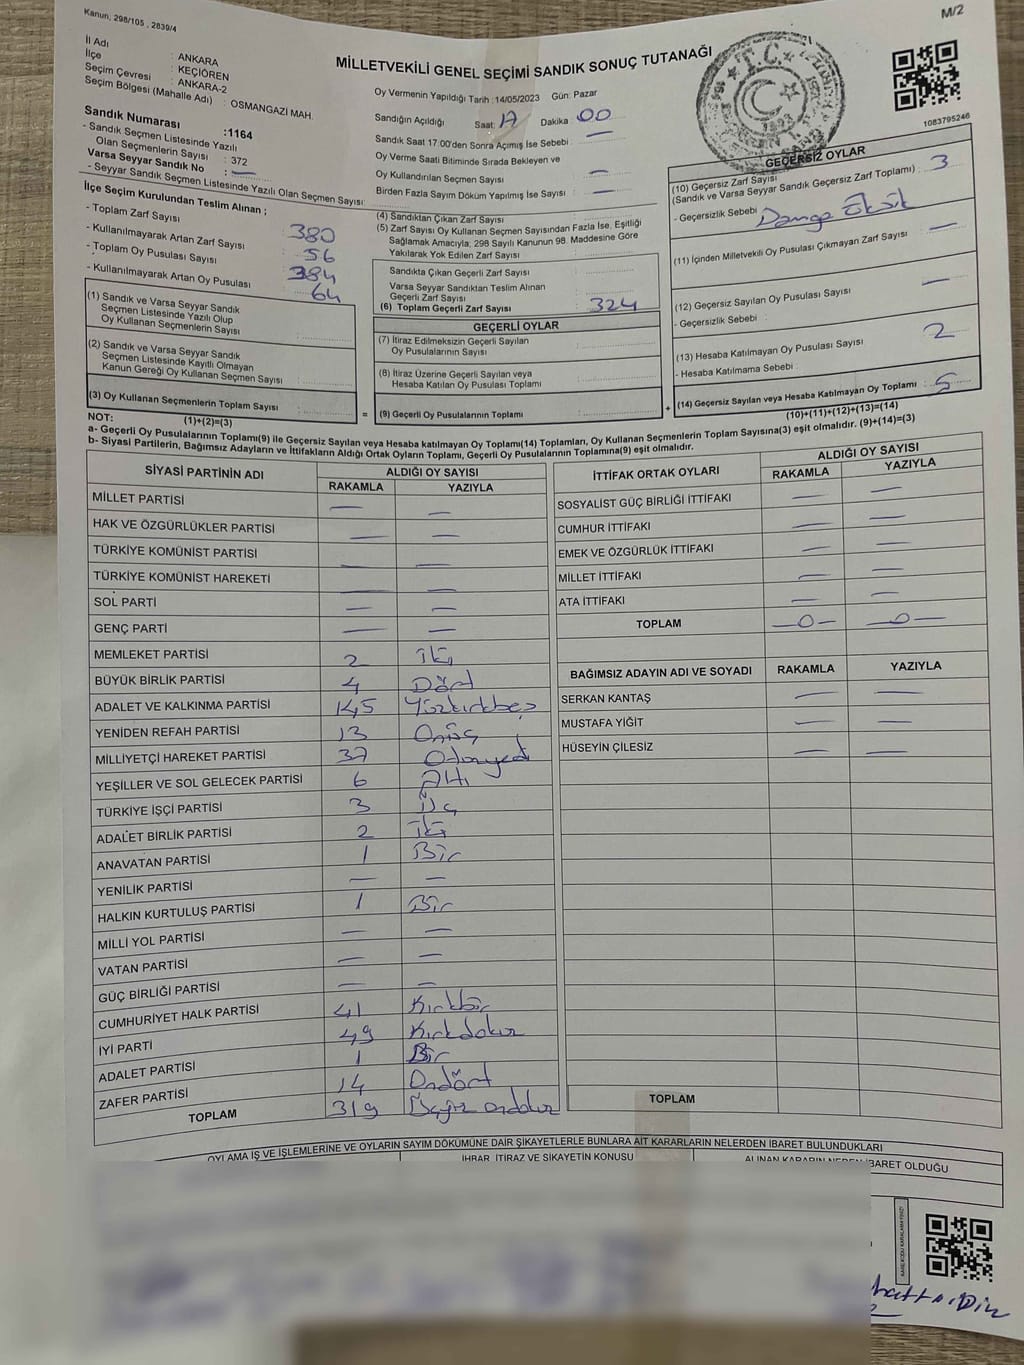 Kanun, 298/105 , 2839/4
M/2
MİLLETVEKİLİ GENEL SEÇİMİ SANDIK SONUÇ TUTANAĞI
İl Adı : ANKARA
İlçe : KEÇİÖREN
Seçim Çevresi : ANKARA-2
Seçim Bölgesi (Mahalle Adı) : OSMANGAZİ MAH.
Sandık Numarası :1164
- Sandık Seçmen Listesinde Yazılı
Olan Seçmenlerin Sayısı : 372
Varsa Seyyar Sandık No : —
- Seyyar Sandık Seçmen Listesinde Yazılı Olan Seçmen Sayısı:
İlçe Seçim Kurulundan Teslim Alınan ;
- Toplam Zarf Sayısı 380
- Kullanılmayarak Artan Zarf Sayısı 56
- Toplam Oy Pusulası Sayısı 384
- Kullanılmayarak Artan Oy Pusulası 64
(1) Sandık ve Varsa Seyyar Sandık
Seçmen Listesinde Yazılı Olup
Oy Kullanan Seçmenlerin Sayısı
(2) Sandık ve Varsa Seyyar Sandık
Seçmen Listesinde Kayıtlı Olmayan
Kanun Gereği Oy Kullanan Seçmen Sayısı
(3) Oy Kullanan Seçmenlerin Toplam Sayısı
(1)+(2)=(3)
Oy Vermenin Yapıldığı Tarih :14/05/2023 Gün: Pazar
Sandığın Açıldığı Saat: 17 Dakika 00
Sandık Saat 17:00'den Sonra Açımış İse Sebebi —
Oy Verme Saati Bitiminde Sırada Bekleyen ve
Oy Kullandırılan Seçmen Sayısı —
Birden Fazla Sayım Döküm Yapılmış İse Sayısı —
(4) Sandıktan Çıkan Zarf Sayısı
(5) Zarf Sayısı Oy Kullanan Seçmen Sayısından Fazla İse, Eşitliği
Sağlamak Amacıyla, 298 Sayılı Kanunun 98. Maddesine Göre
Yakılarak Yok Edilen Zarf Sayısı
Sandıkta Çıkan Geçerli Zarf Sayısı
Varsa Seyyar Sandıktan Teslim Alınan
Geçerli Zarf Sayısı
(6) Toplam Geçerli Zarf Sayısı 324
GEÇERLİ OYLAR
(7) İtiraz Edilmeksizin Geçerli Sayılan
Oy Pusulalarının Sayısı
(8) İtiraz Üzerine Geçerli Sayılan veya
Hesaba Katılan Oy Pusulası Toplamı
= (9) Geçerli Oy Pusulalarının Toplamı +
T.C.
1083795246
GEÇERSİZ OYLAR
(10) Geçersiz Zarf Sayısı
(Sandık ve Varsa Seyyar Sandık Geçersiz Zarf Toplamı) : 3
- Geçersizlik Sebebi : Damga Eksik
(11) İçinden Milletvekili Oy Pusulası Çıkmayan Zarf Sayısı —
(12) Geçersiz Sayılan Oy Pusulası Sayısı —
- Geçersizlik Sebebi
(13) Hesaba Katılmayan Oy Pusulası Sayısı 2
- Hesaba Katılmama Sebebi
(14) Geçersiz Sayılan veya Hesaba Katılmayan Oy Toplamı : 5
(10)+(11)+(12)+(13)=(14)
NOT:
a- Geçerli Oy Pusulalarının Toplamı(9) ile Geçersiz Sayılan veya Hesaba katılmayan Oy Toplamı(14) Toplamları, Oy Kullanan Seçmenlerin Toplam Sayısına(3) eşit olmalıdır. (9)+(14)=(3)
b- Siyasi Partilerin, Bağımsız Adayların ve İttifakların Aldığı Ortak Oyların Toplamı, Geçerli Oy Pusulalarının Toplamına(9) eşit olmalıdır.
SİYASİ PARTİNİN ADI ALDIĞI OY SAYISI
RAKAMLA YAZIYLA
MİLLET PARTİSİ — —
HAK VE ÖZGÜRLÜKLER PARTİSİ — —
TÜRKİYE KOMÜNİST PARTİSİ — —
TÜRKİYE KOMÜNİST HAREKETİ — —
SOL PARTİ — —
GENÇ PARTİ — —
MEMLEKET PARTİSİ 2 İki
BÜYÜK BİRLİK PARTİSİ 4 Dört
ADALET VE KALKINMA PARTİSİ 145 Yüzkırkbeş
YENİDEN REFAH PARTİSİ 13 Onüç
MİLLİYETÇİ HAREKET PARTİSİ 37 Otuzyedi
YEŞİLLER VE SOL GELECEK PARTİSİ 6 Altı
TÜRKİYE İŞÇİ PARTİSİ 3 Üç
ADALET BİRLİK PARTİSİ 2 İki
ANAVATAN PARTİSİ 1 Bir
YENİLİK PARTİSİ — —
HALKIN KURTULUŞ PARTİSİ 1 Bir
MİLLİ YOL PARTİSİ — —
VATAN PARTİSİ — —
GÜÇ BİRLİĞİ PARTİSİ — —
CUMHURİYET HALK PARTİSİ 41 Kırkbir
İYİ PARTİ 49 Kırkdokuz
ADALET PARTİSİ 1 Bir
ZAFER PARTİSİ 14 Ondört
TOPLAM 319 Üçyüz ondokuz
İTTİFAK ORTAK OYLARI ALDIĞI OY SAYISI
RAKAMLA YAZIYLA
SOSYALİST GÜÇ BİRLİĞİ İTTİFAKI — —
CUMHUR İTTİFAKI — —
EMEK VE ÖZGÜRLÜK İTTİFAKI — —
MİLLET İTTİFAKI — —
ATA İTTİFAKI — —
TOPLAM —0— —0—
BAĞIMSIZ ADAYIN ADI VE SOYADI RAKAMLA YAZIYLA
SERKAN KANTAŞ — —
MUSTAFA YİĞİT — —
HÜSEYİN ÇİLESİZ — —
TOPLAM
OYLAMA İŞ VE İŞLEMLERİNE VE OYLARIN SAYIM DÖKÜMÜNE DAİR ŞİKAYETLERLE BUNLARA AİT KARARLARIN NELERDEN İBARET BULUNDUKLARI
İHBAR, İTİRAZ VE ŞİKAYETİN KONUSU
ALINAN KARARIN NEDEN İBARET OLDUĞU